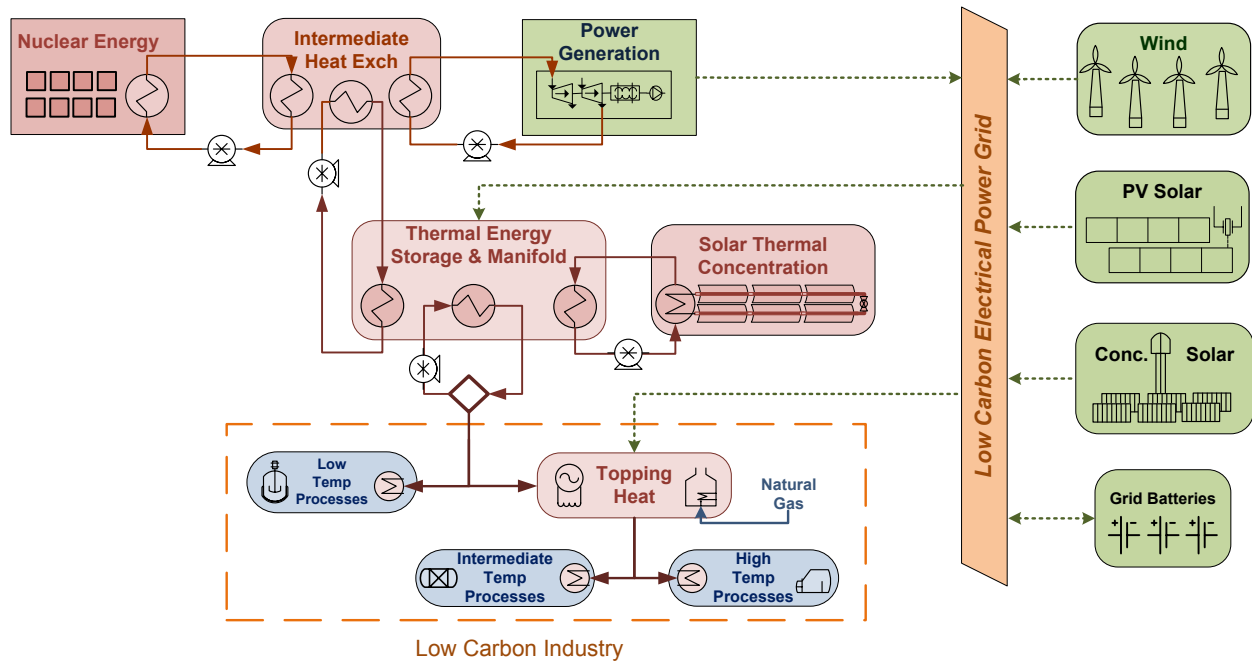 Nuclear Energy
Intermediate
Heat Exch
Power
Generation
Wind
PV Solar
Conc. Solar
Grid Batteries
+ - + - + -
Low Carbon Electrical Power Grid
Thermal Energy
Storage & Manifold
Solar Thermal
Concentration
Low
Temp
Processes
Topping
Heat
Natural
Gas
Intermediate
Temp
Processes
High
Temp
Processes
Low Carbon Industry